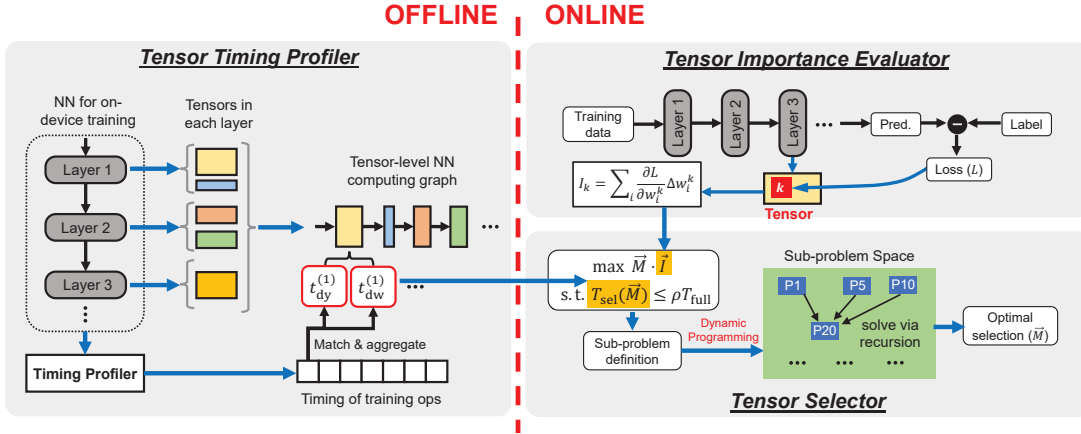 OFFLINE
ONLINE
Tensor Timing Profiler
NN for on-
device training
Tensors in
each layer
Layer 1
Layer 2
Layer 3
Tensor-level NN
computing graph
t_dy^(1)
t_dw^(1)
Match & aggregate
Timing Profiler
Timing of training ops
Tensor Importance Evaluator
Training
data
Layer 1
Layer 2
Layer 3
Pred.
Label
Loss (L)
k
Tensor
I_k = ∑_i ∂L/∂w_i^k Δw_i^k
max M⃗ · I⃗
s. t. T_sel(M⃗) ≤ ρT_full
Sub-problem
definition
Dynamic
Programming
Sub-problem Space
P1
P5
P10
P20
solve via
recursion
Optimal
selection (M⃗)
Tensor Selector